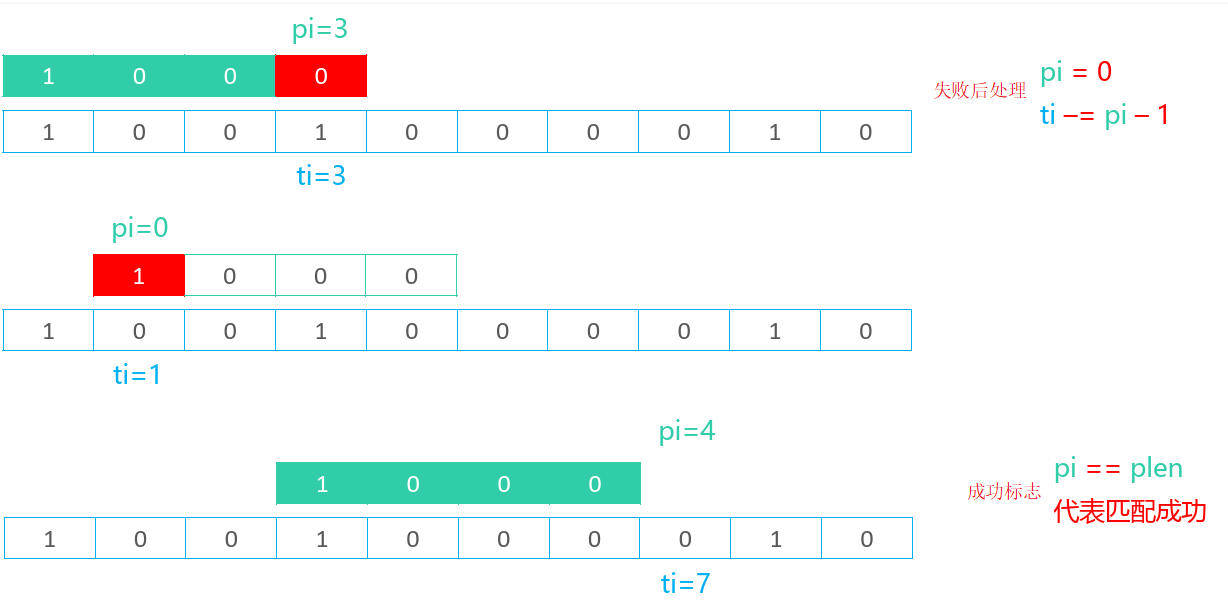 pi=3
1 0 0 0
失败后处理
pi = 0
ti –= pi – 1
1 0 0 1 0 0 0 0 1 0
ti=3
pi=0
1 0 0 0
1 0 0 1 0 0 0 0 1 0
ti=1
pi=4
1 0 0 0
成功标志
pi == plen
代表匹配成功
1 0 0 1 0 0 0 0 1 0
ti=7